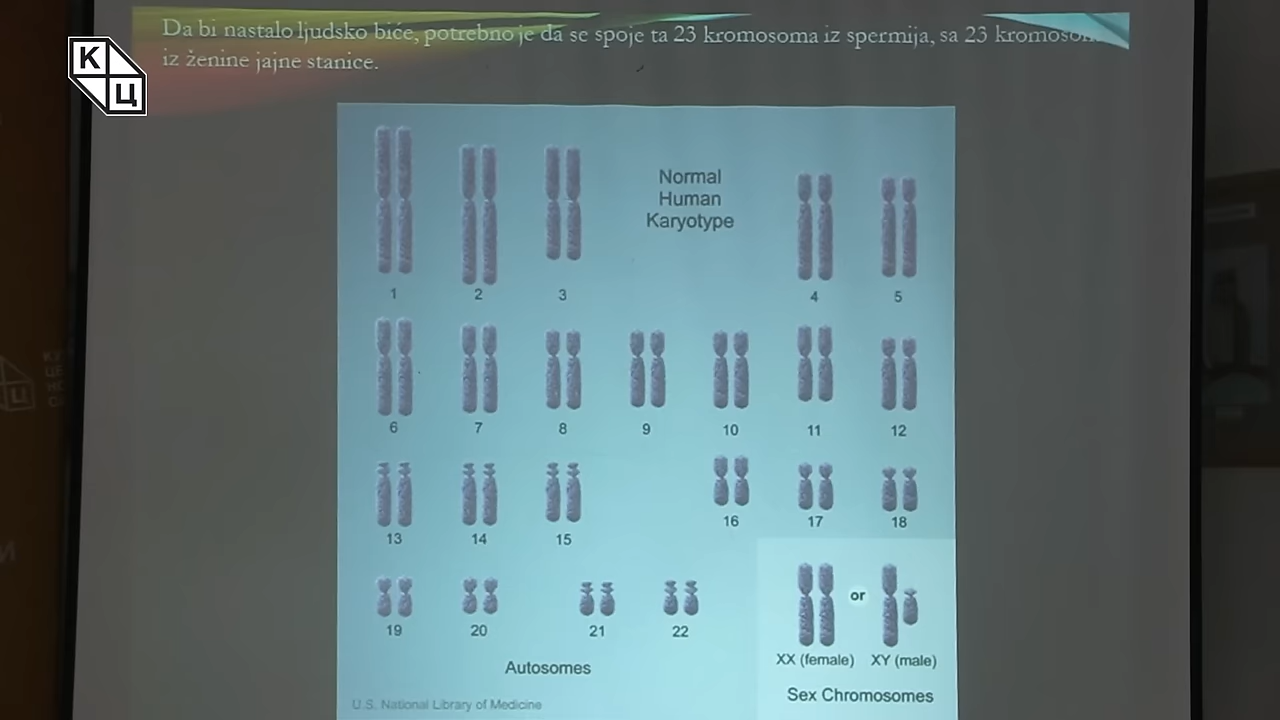 Da bi nastalo ljudsko biće, potrebno je da se spoje ta 23 kromosoma iz spermija, sa 23
iz ženine jajne stanice.
К
Ц
Normal
Human
Karyotype
1 2 3 4 5
6 7 8 9 10 11 12
13 14 15 16 17 18
or
19 20 21 22
XX (female) XY (male)
Autosomes
Sex Chromosomes
U.S. National Library of Medicine